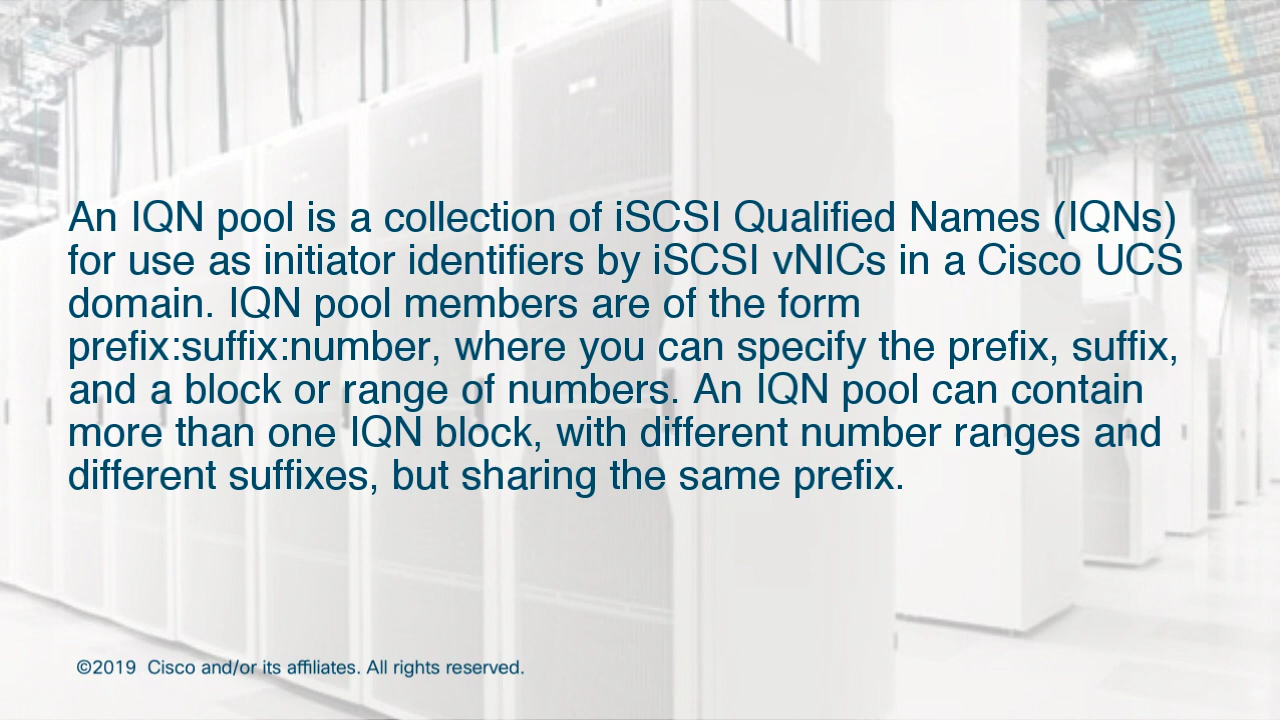 An IQN pool is a collection of iSCSI Qualified Names (IQNs)
for use as initiator identifiers by iSCSI vNICs in a Cisco UCS
domain. IQN pool members are of the form
prefix:suffix:number, where you can specify the prefix, suffix,
and a block or range of numbers. An IQN pool can contain
more than one IQN block, with different number ranges and
different suffixes, but sharing the same prefix.
©2019  Cisco and/or its affiliates. All rights reserved.